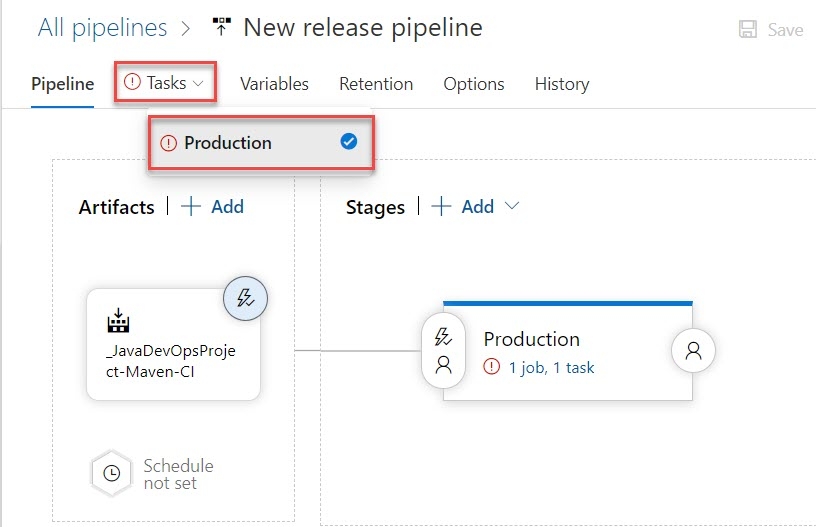 All pipelines > New release pipeline
Save
Pipeline Tasks Variables Retention Options History
Production
Artifacts | + Add
Stages | + Add
_JavaDevOpsProje
ct-Maven-CI
Production
1 job, 1 task
Schedule
not set